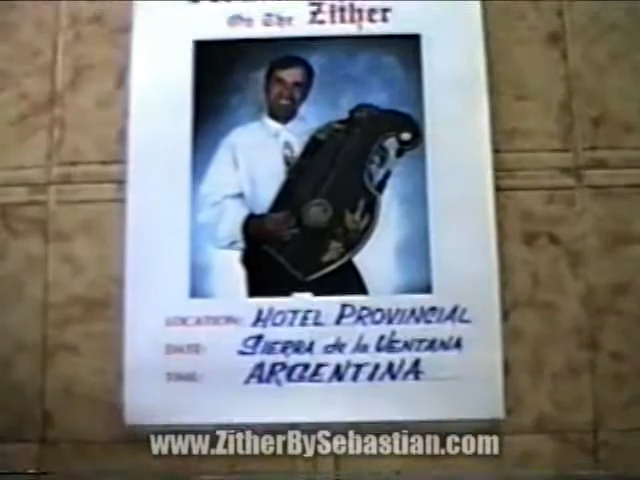 On The Zither
LOCATION: HOTEL PROVINCIAL
DATE: SIERRA de la VENTANA
TIME: ARGENTINA
www.ZitherBySebastian.com